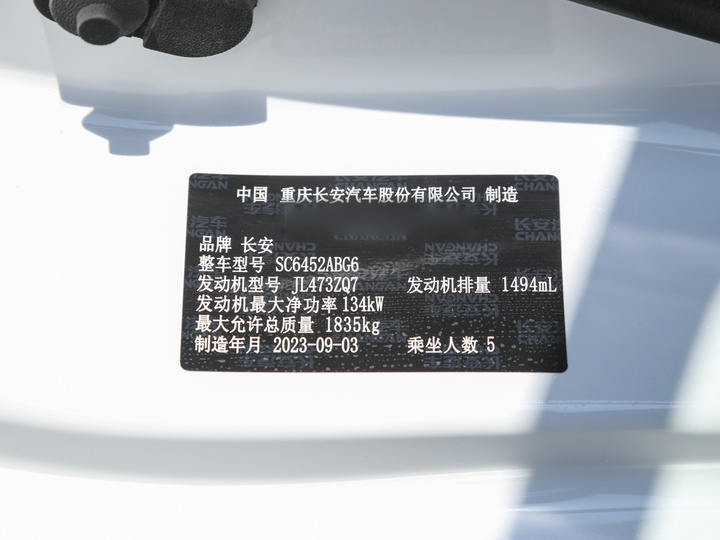 中国 重庆长安汽车股份有限公司 制造
品牌 长安
整车型号 SC6452ABG6
发动机型号 JL473ZQ7 发动机排量 1494mL
发动机最大净功率 134kW
最大允许总质量 1835kg
制造年月 2023-09-03 乘坐人数 5